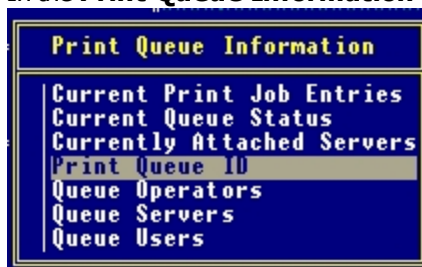 Print Queue Information
Current Print Job Entries
Current Queue Status
Currently Attached Servers
Print Queue ID
Queue Operators
Queue Servers
Queue Users